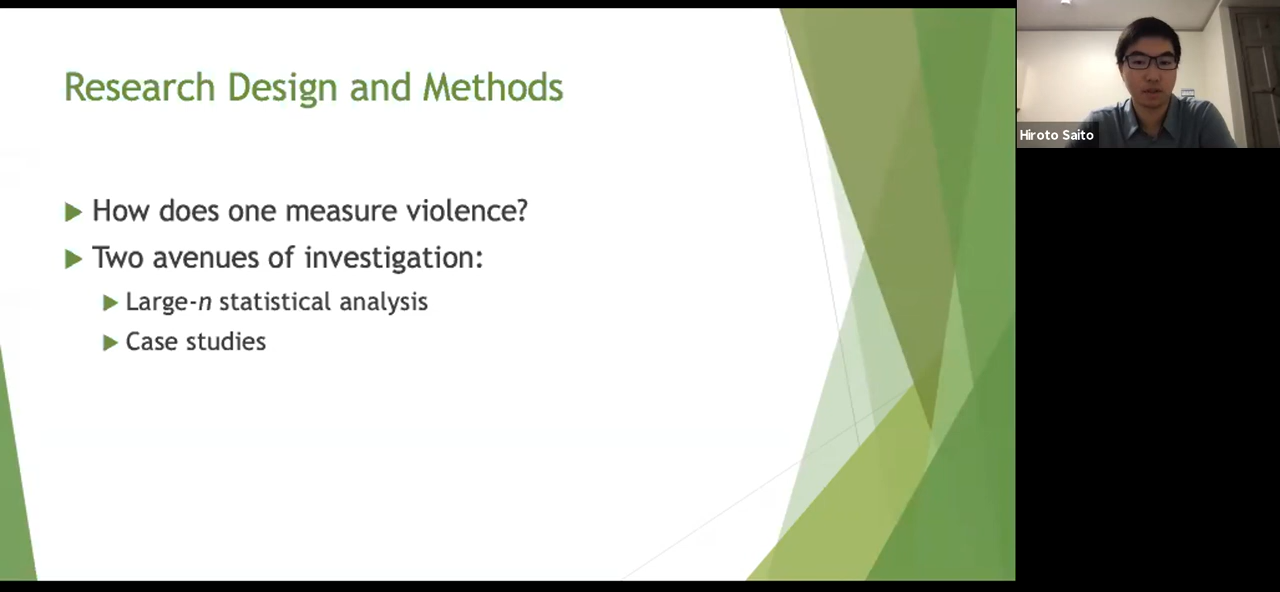 Research Design and Methods
How does one measure violence?
Two avenues of investigation:
Large-n statistical analysis
Case studies
Hiroto Saito